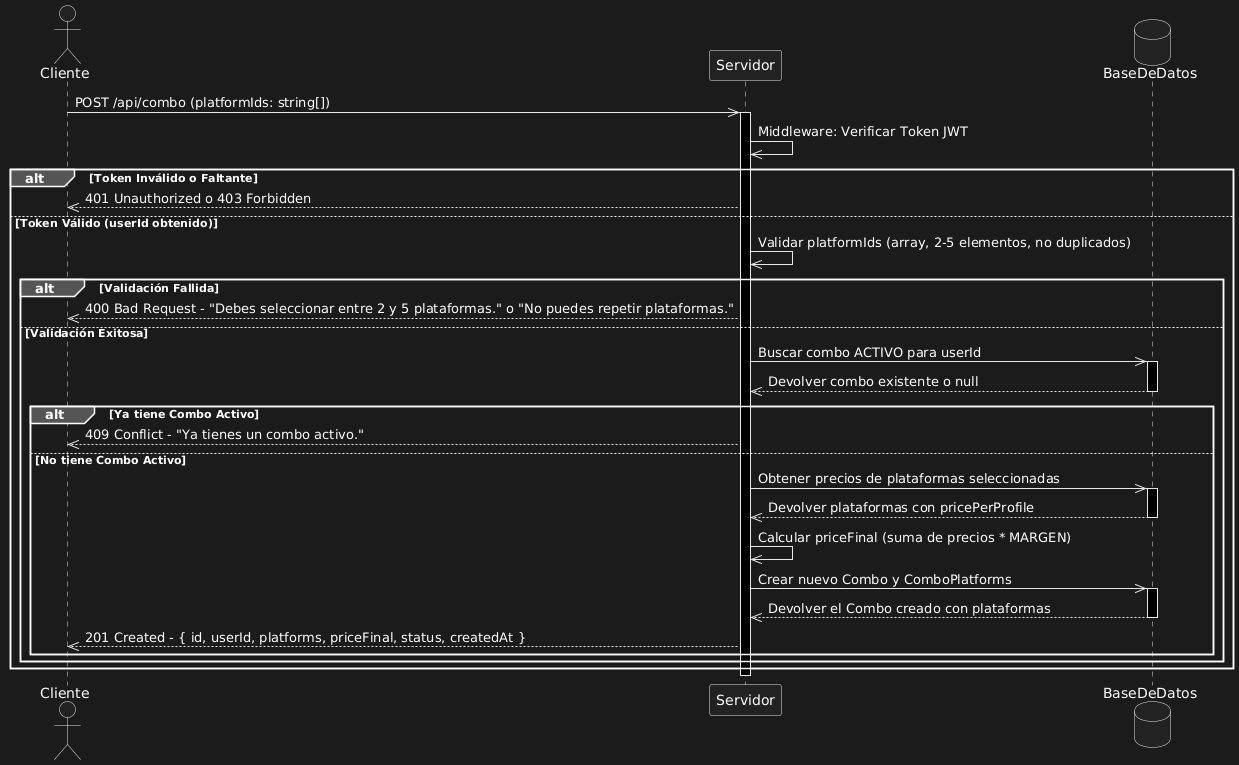 Cliente
Servidor
BaseDeDatos
POST /api/combo (platformIds: string[])
Middleware: Verificar Token JWT
alt [Token Inválido o Faltante]
401 Unauthorized o 403 Forbidden
[Token Válido (userId obtenido)]
Validar platformIds (array, 2-5 elementos, no duplicados)
alt [Validación Fallida]
400 Bad Request - "Debes seleccionar entre 2 y 5 plataformas." o "No puedes repetir plataformas."
[Validación Exitosa]
Buscar combo ACTIVO para userId
Devolver combo existente o null
alt [Ya tiene Combo Activo]
409 Conflict - "Ya tienes un combo activo."
[No tiene Combo Activo]
Obtener precios de plataformas seleccionadas
Devolver plataformas con pricePerProfile
Calcular priceFinal (suma de precios * MARGEN)
Crear nuevo Combo y ComboPlatforms
Devolver el Combo creado con plataformas
201 Created - { id, userId, platforms, priceFinal, status, createdAt }
Cliente
Servidor
BaseDeDatos